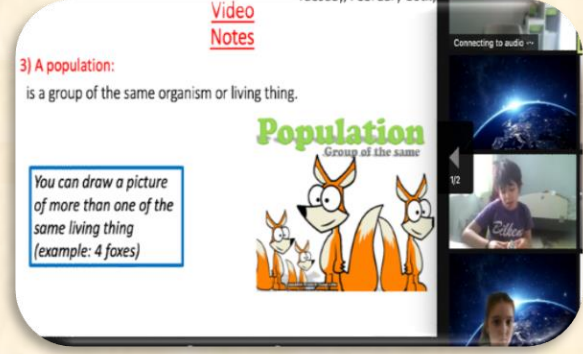 Video
Notes
3) A population:
is a group of the same organism or living thing.
Population
Group of the same
You can draw a picture
of more than one of the
same living thing
(example: 4 foxes)
Connecting to audio
1/2